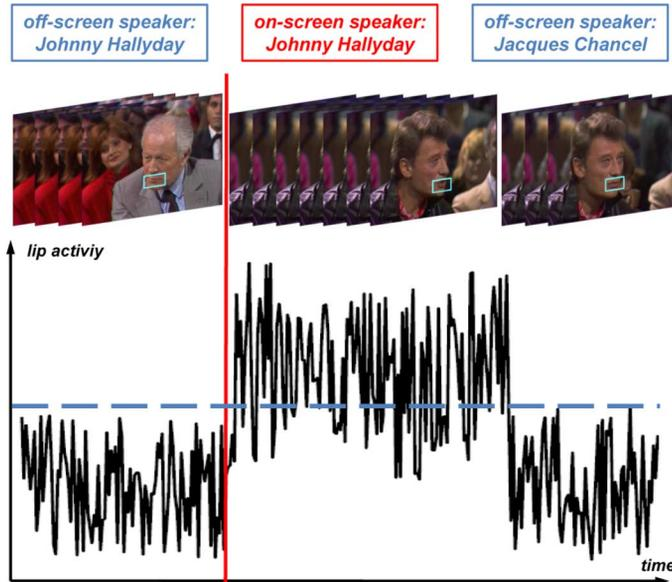 off-screen speaker:
Johnny Hallyday
on-screen speaker:
Johnny Hallyday
off-screen speaker:
Jacques Chancel
lip activiy
time